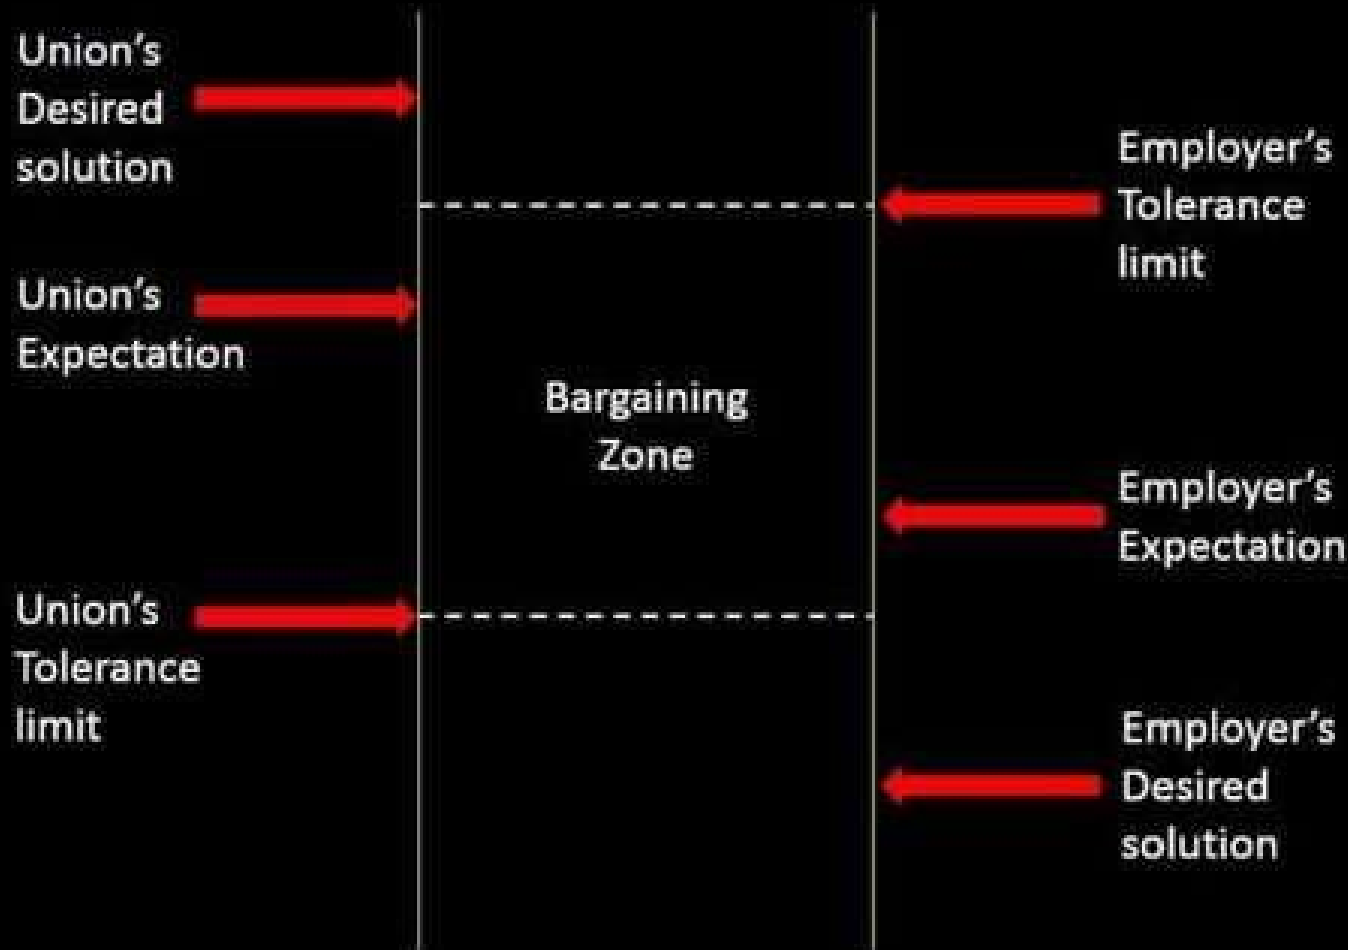 Union's
Desired
solution
Union's
Expectation
Union's
Tolerance
limit
Bargaining
Zone
Employer's
Tolerance
limit
Employer's
Expectation
Employer's
Desired
solution